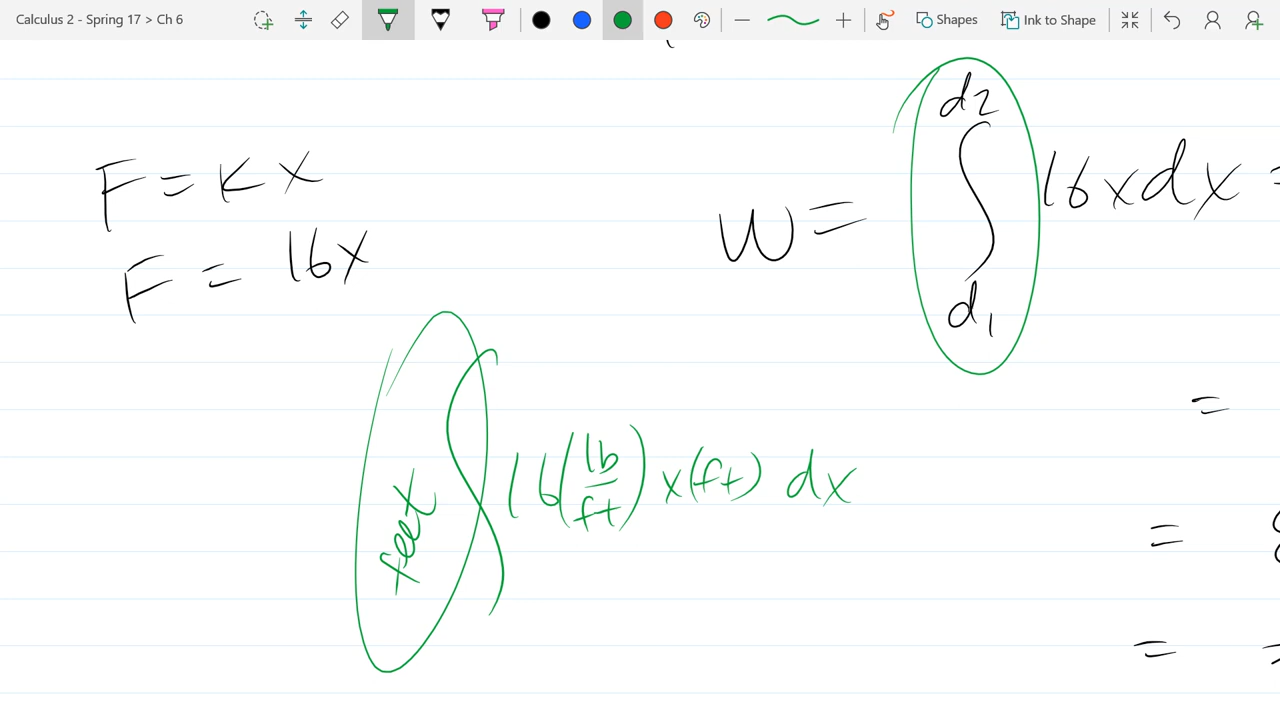 Calculus 2 - Spring 17 > Ch 6
Shapes
Ink to Shape
F = Kx
F = 16x
W = ∫ d1 d2 16x dx =
feet ∫ 16(lb/ft) x(ft) dx
=
=
=